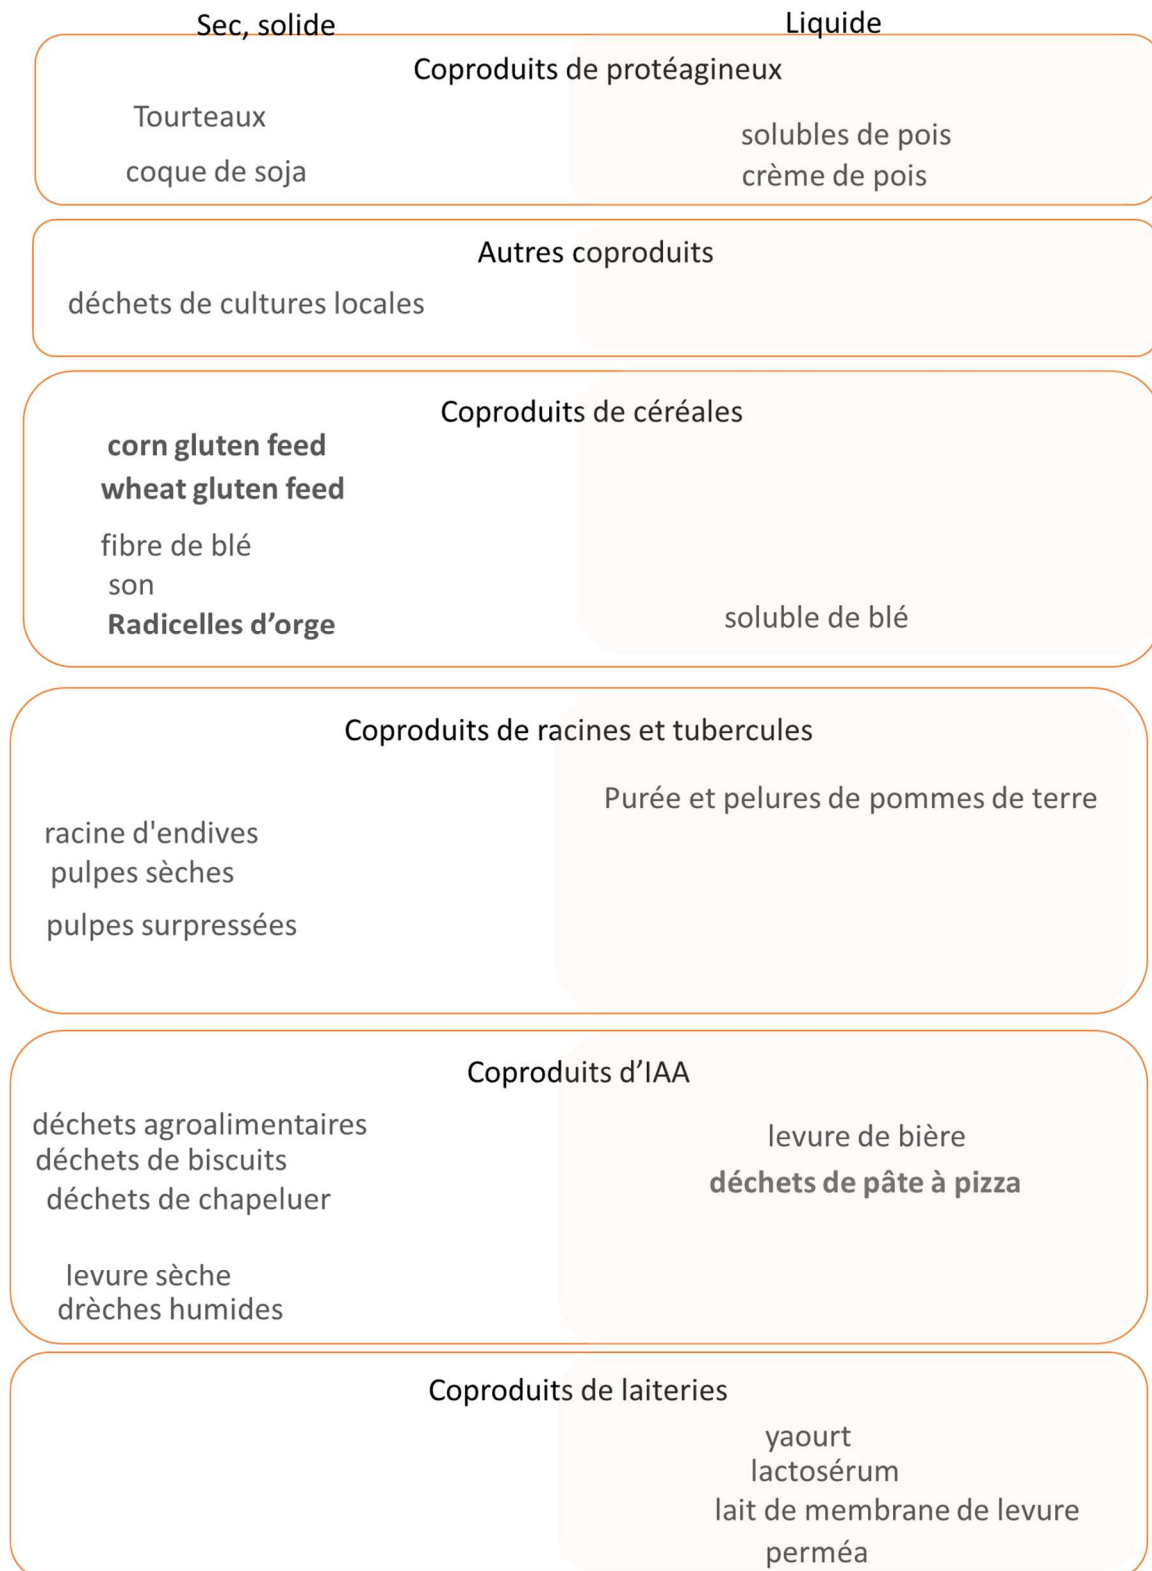 Sec, solide
Liquide
Coproduits de protéagineux
Tourteaux
solubles de pois
coque de soja
crème de pois
Autres coproduits
déchets de cultures locales
Coproduits de céréales
corn gluten feed
wheat gluten feed
fibre de blé
son
Radicelles d’orge
soluble de blé
Coproduits de racines et tubercules
Purée et pelures de pommes de terre
racine d'endives
pulpes sèches
pulpes surpressées
Coproduits d’IAA
déchets agroalimentaires
déchets de biscuits
déchets de chapeluer
levure sèche
drèches humides
levure de bière
déchets de pâte à pizza
Coproduits de laiteries
yaourt
lactosérum
lait de membrane de levure
perméa